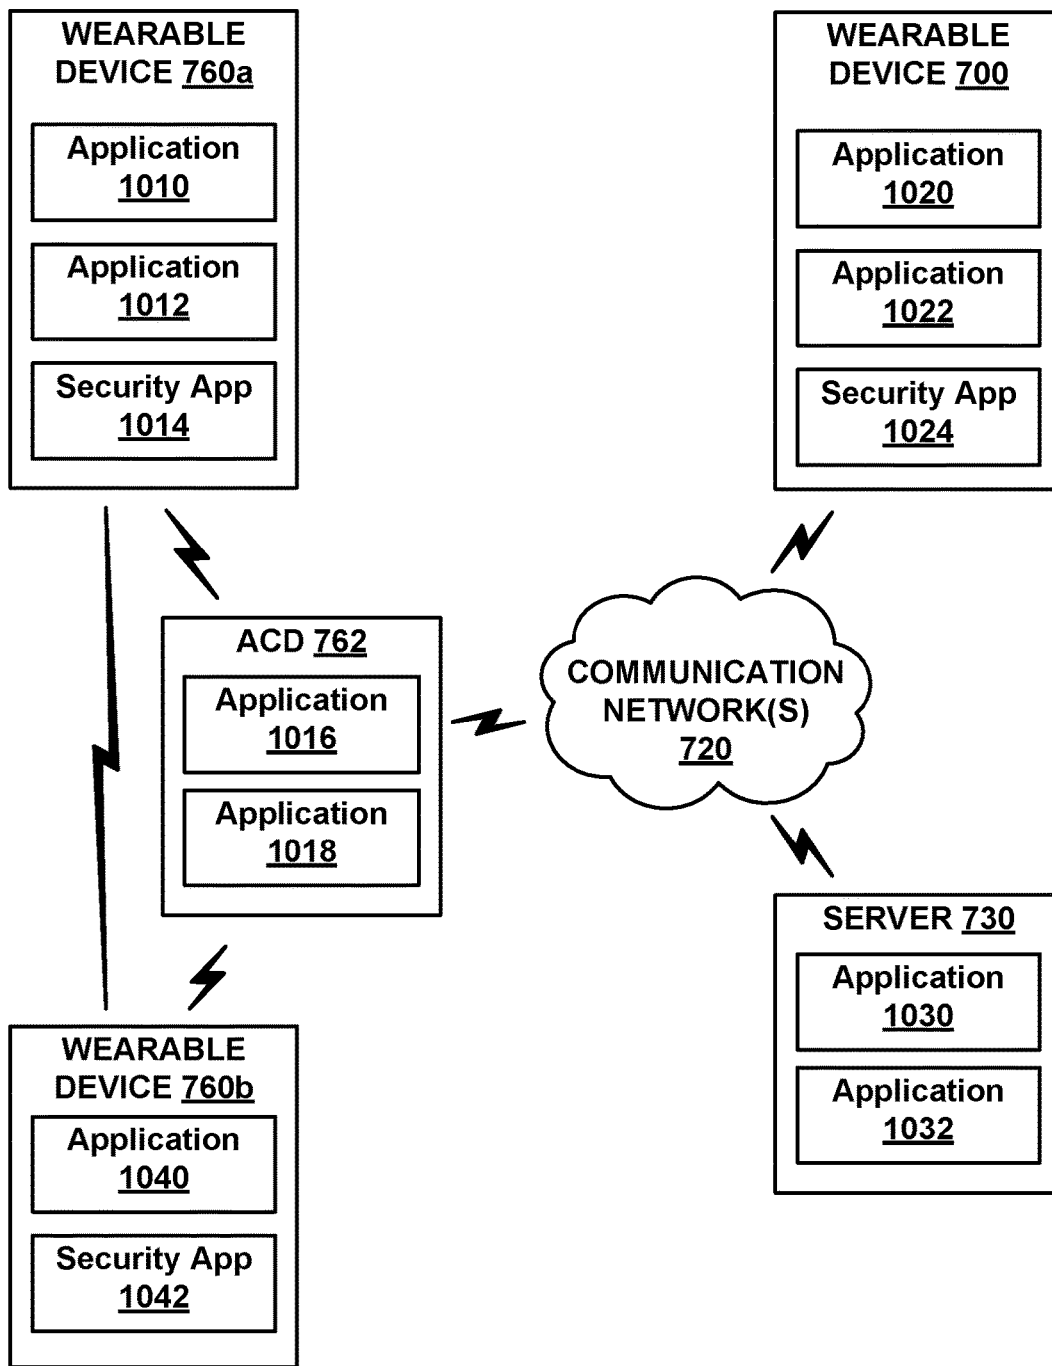 WEARABLE
DEVICE 760a
Application
1010
Application
1012
Security App
1014
WEARABLE
DEVICE 700
Application
1020
Application
1022
Security App
1024
ACD 762
Application
1016
Application
1018
COMMUNICATION
NETWORK(S)
720
WEARABLE
DEVICE 760b
Application
1040
Security App
1042
SERVER 730
Application
1030
Application
1032